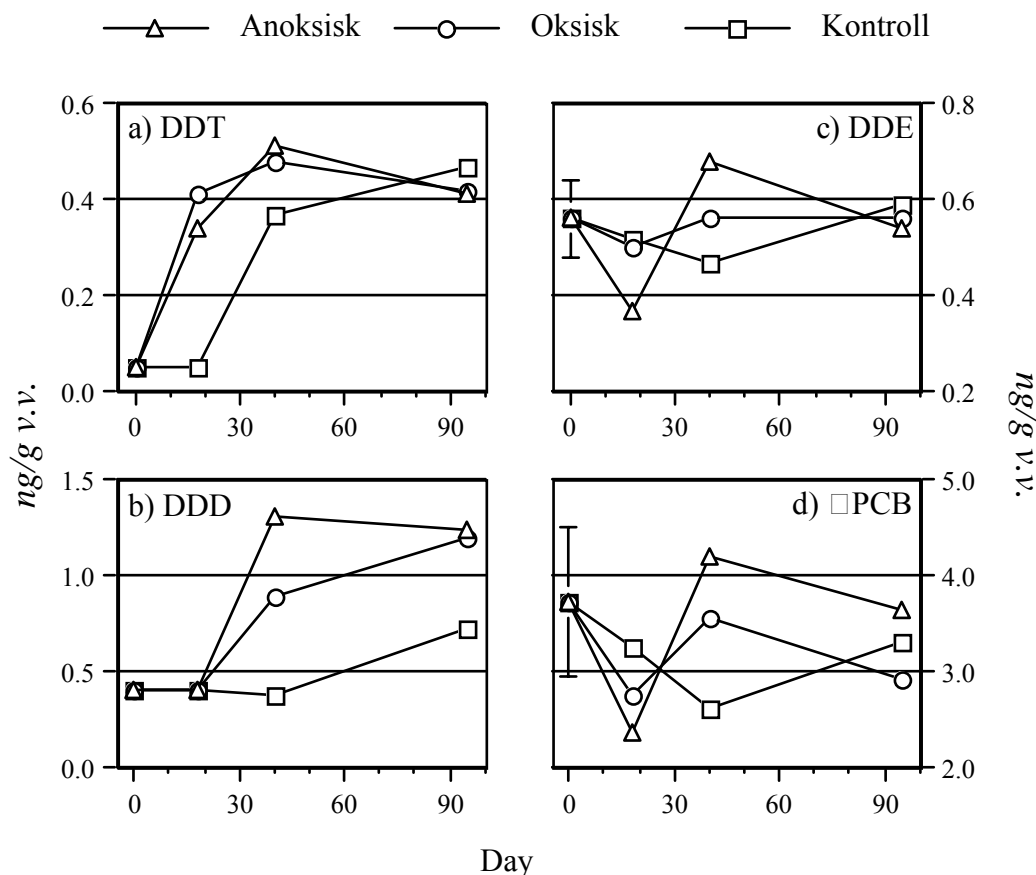 Anoksisk Oksisk Kontroll
a) DDT
0.6
0.4
0.2
0.0
0 30 60 90
c) DDE
0.8
0.6
0.4
0.2
0 30 60 90
ng/g v.v.
ng/g v.v.
b) DDD
1.5
1.0
0.5
0.0
0 30 60 90
d) □PCB
5.0
4.0
3.0
2.0
0 30 60 90
Day